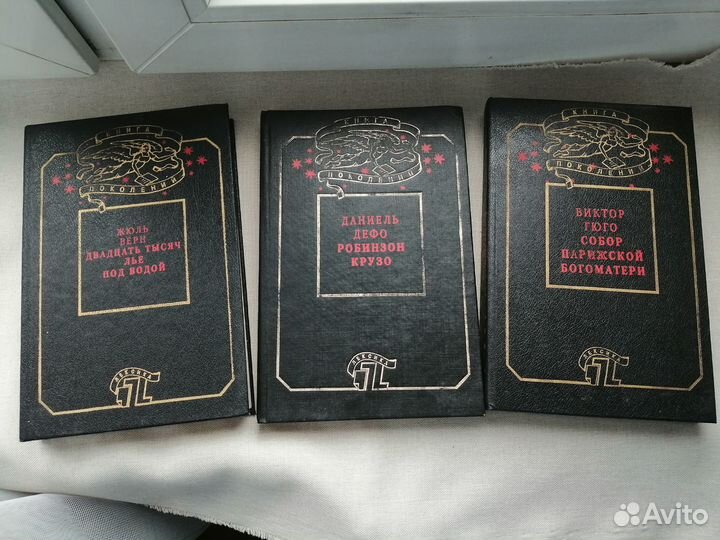 КНИГА
ПОКОЛЕНИЙ
ЖЮЛЬ
ВЕРН
ДВАДЦАТЬ ТЫСЯЧ
ЛЬЕ
ПОД ВОДОЙ
ЛЕКСИКА
КНИГА
ПОКОЛЕНИЙ
ДАНИЕЛЬ
ДЕФО
РОБИНЗОН
КРУЗО
ЛЕКСИКА
КНИГА
ПОКОЛЕНИЙ
ВИКТОР
ГЮГО
СОБОР
ПАРИЖСКОЙ
БОГОМАТЕРИ
ЛЕКСИКА
Avito